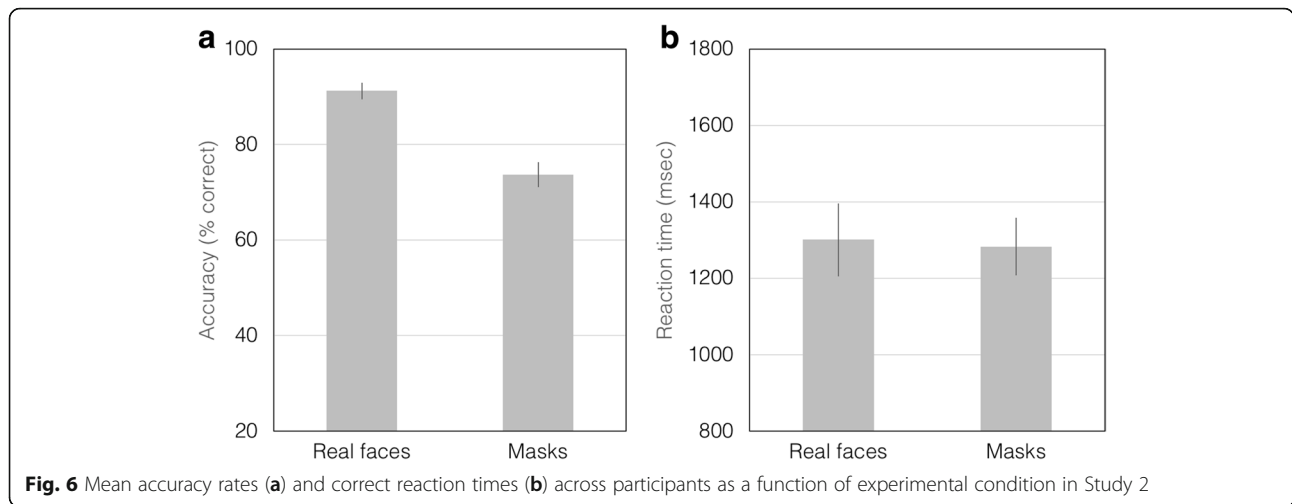 a
100
80
60
40
20
Accuracy (% correct)
Real faces
Masks
b
1800
1600
1400
1200
1000
800
Reaction time (msec)
Real faces
Masks
Fig. 6 Mean accuracy rates (a) and correct reaction times (b) across participants as a function of experimental condition in Study 2